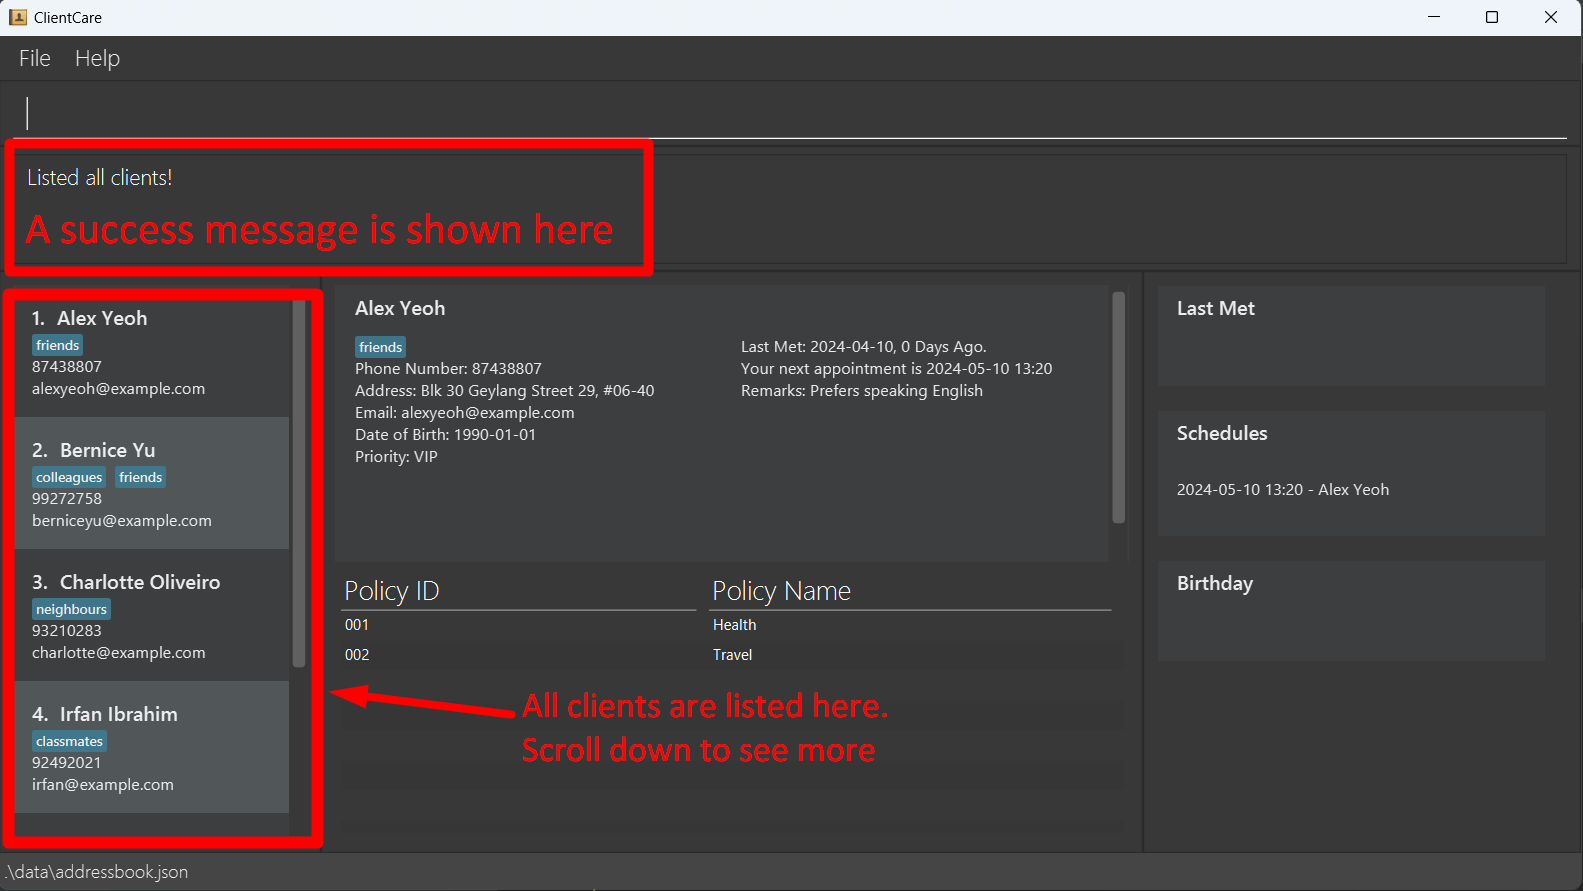 ClientCare
File Help
Listed all clients!
A success message is shown here
1. Alex Yeoh
friends
87438807
alexyeoh@example.com
2. Bernice Yu
colleagues friends
99272758
berniceyu@example.com
3. Charlotte Oliveiro
neighbours
93210283
charlotte@example.com
4. Irfan Ibrahim
classmates
92492021
irfan@example.com
Alex Yeoh
friends
Phone Number: 87438807
Address: Blk 30 Geylang Street 29, #06-40
Email: alexyeoh@example.com
Date of Birth: 1990-01-01
Priority: VIP
Last Met: 2024-04-10, 0 Days Ago.
Your next appointment is 2024-05-10 13:20
Remarks: Prefers speaking English
Policy ID Policy Name
001 Health
002 Travel
All clients are listed here.
Scroll down to see more
Last Met
Schedules
2024-05-10 13:20 - Alex Yeoh
Birthday
.\data\addressbook.json